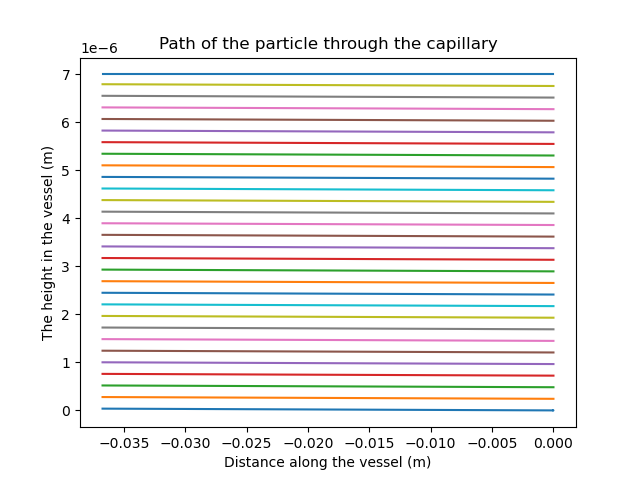 Path of the particle through the capillary
1e−6
7
6
5
4
3
2
1
0
The height in the vessel (m)
−0.035 −0.030 −0.025 −0.020 −0.015 −0.010 −0.005 0.000
Distance along the vessel (m)